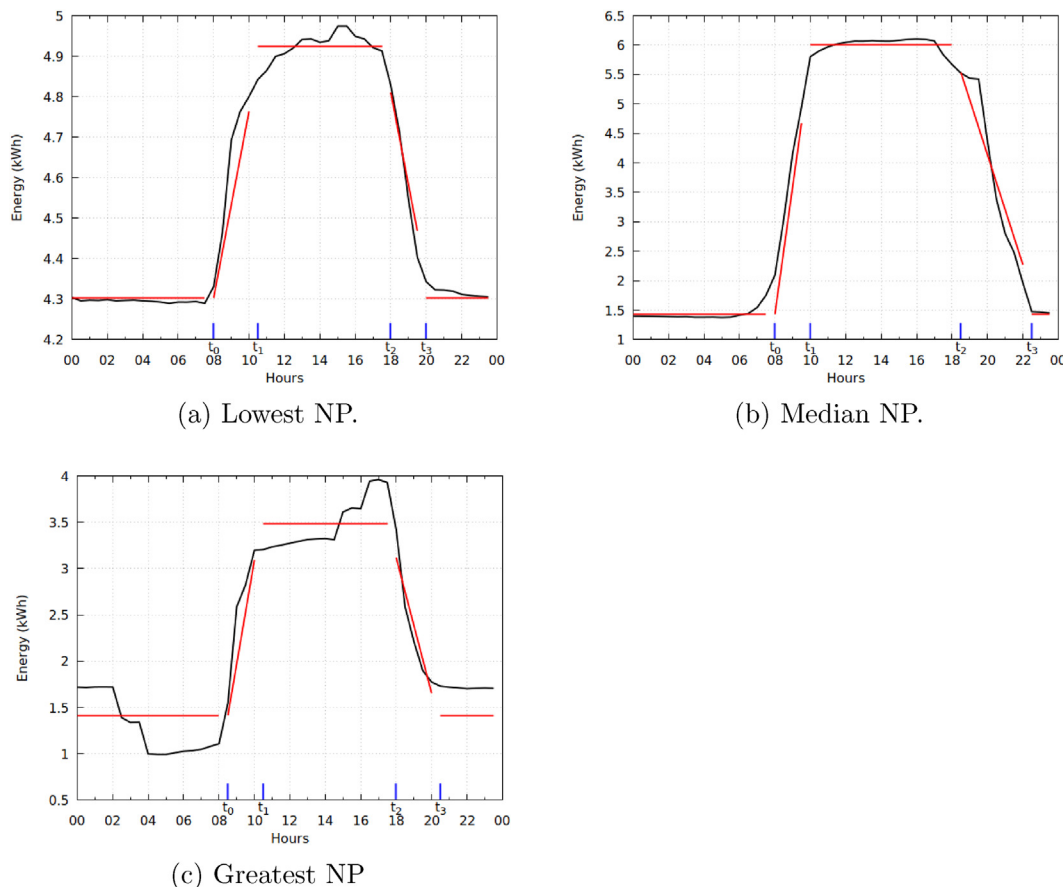 5
4.9
4.8
4.7
4.6
4.5
4.4
4.3
4.2
Energy (kWh)
t0 t1 t2 t3
00 02 04 06 08 10 12 14 16 18 20 22 00
Hours
(a) Lowest NP.
6.5
6
5.5
5
4.5
4
3.5
3
2.5
2
1.5
1
Energy (kWh)
t0 t1 t2 t3
00 02 04 06 08 10 12 14 16 18 20 22 00
Hours
(b) Median NP.
4
3.5
3
2.5
2
1.5
1
0.5
Energy (kWh)
t0 t1 t2 t3
00 02 04 06 08 10 12 14 16 18 20 22 00
Hours
(c) Greatest NP